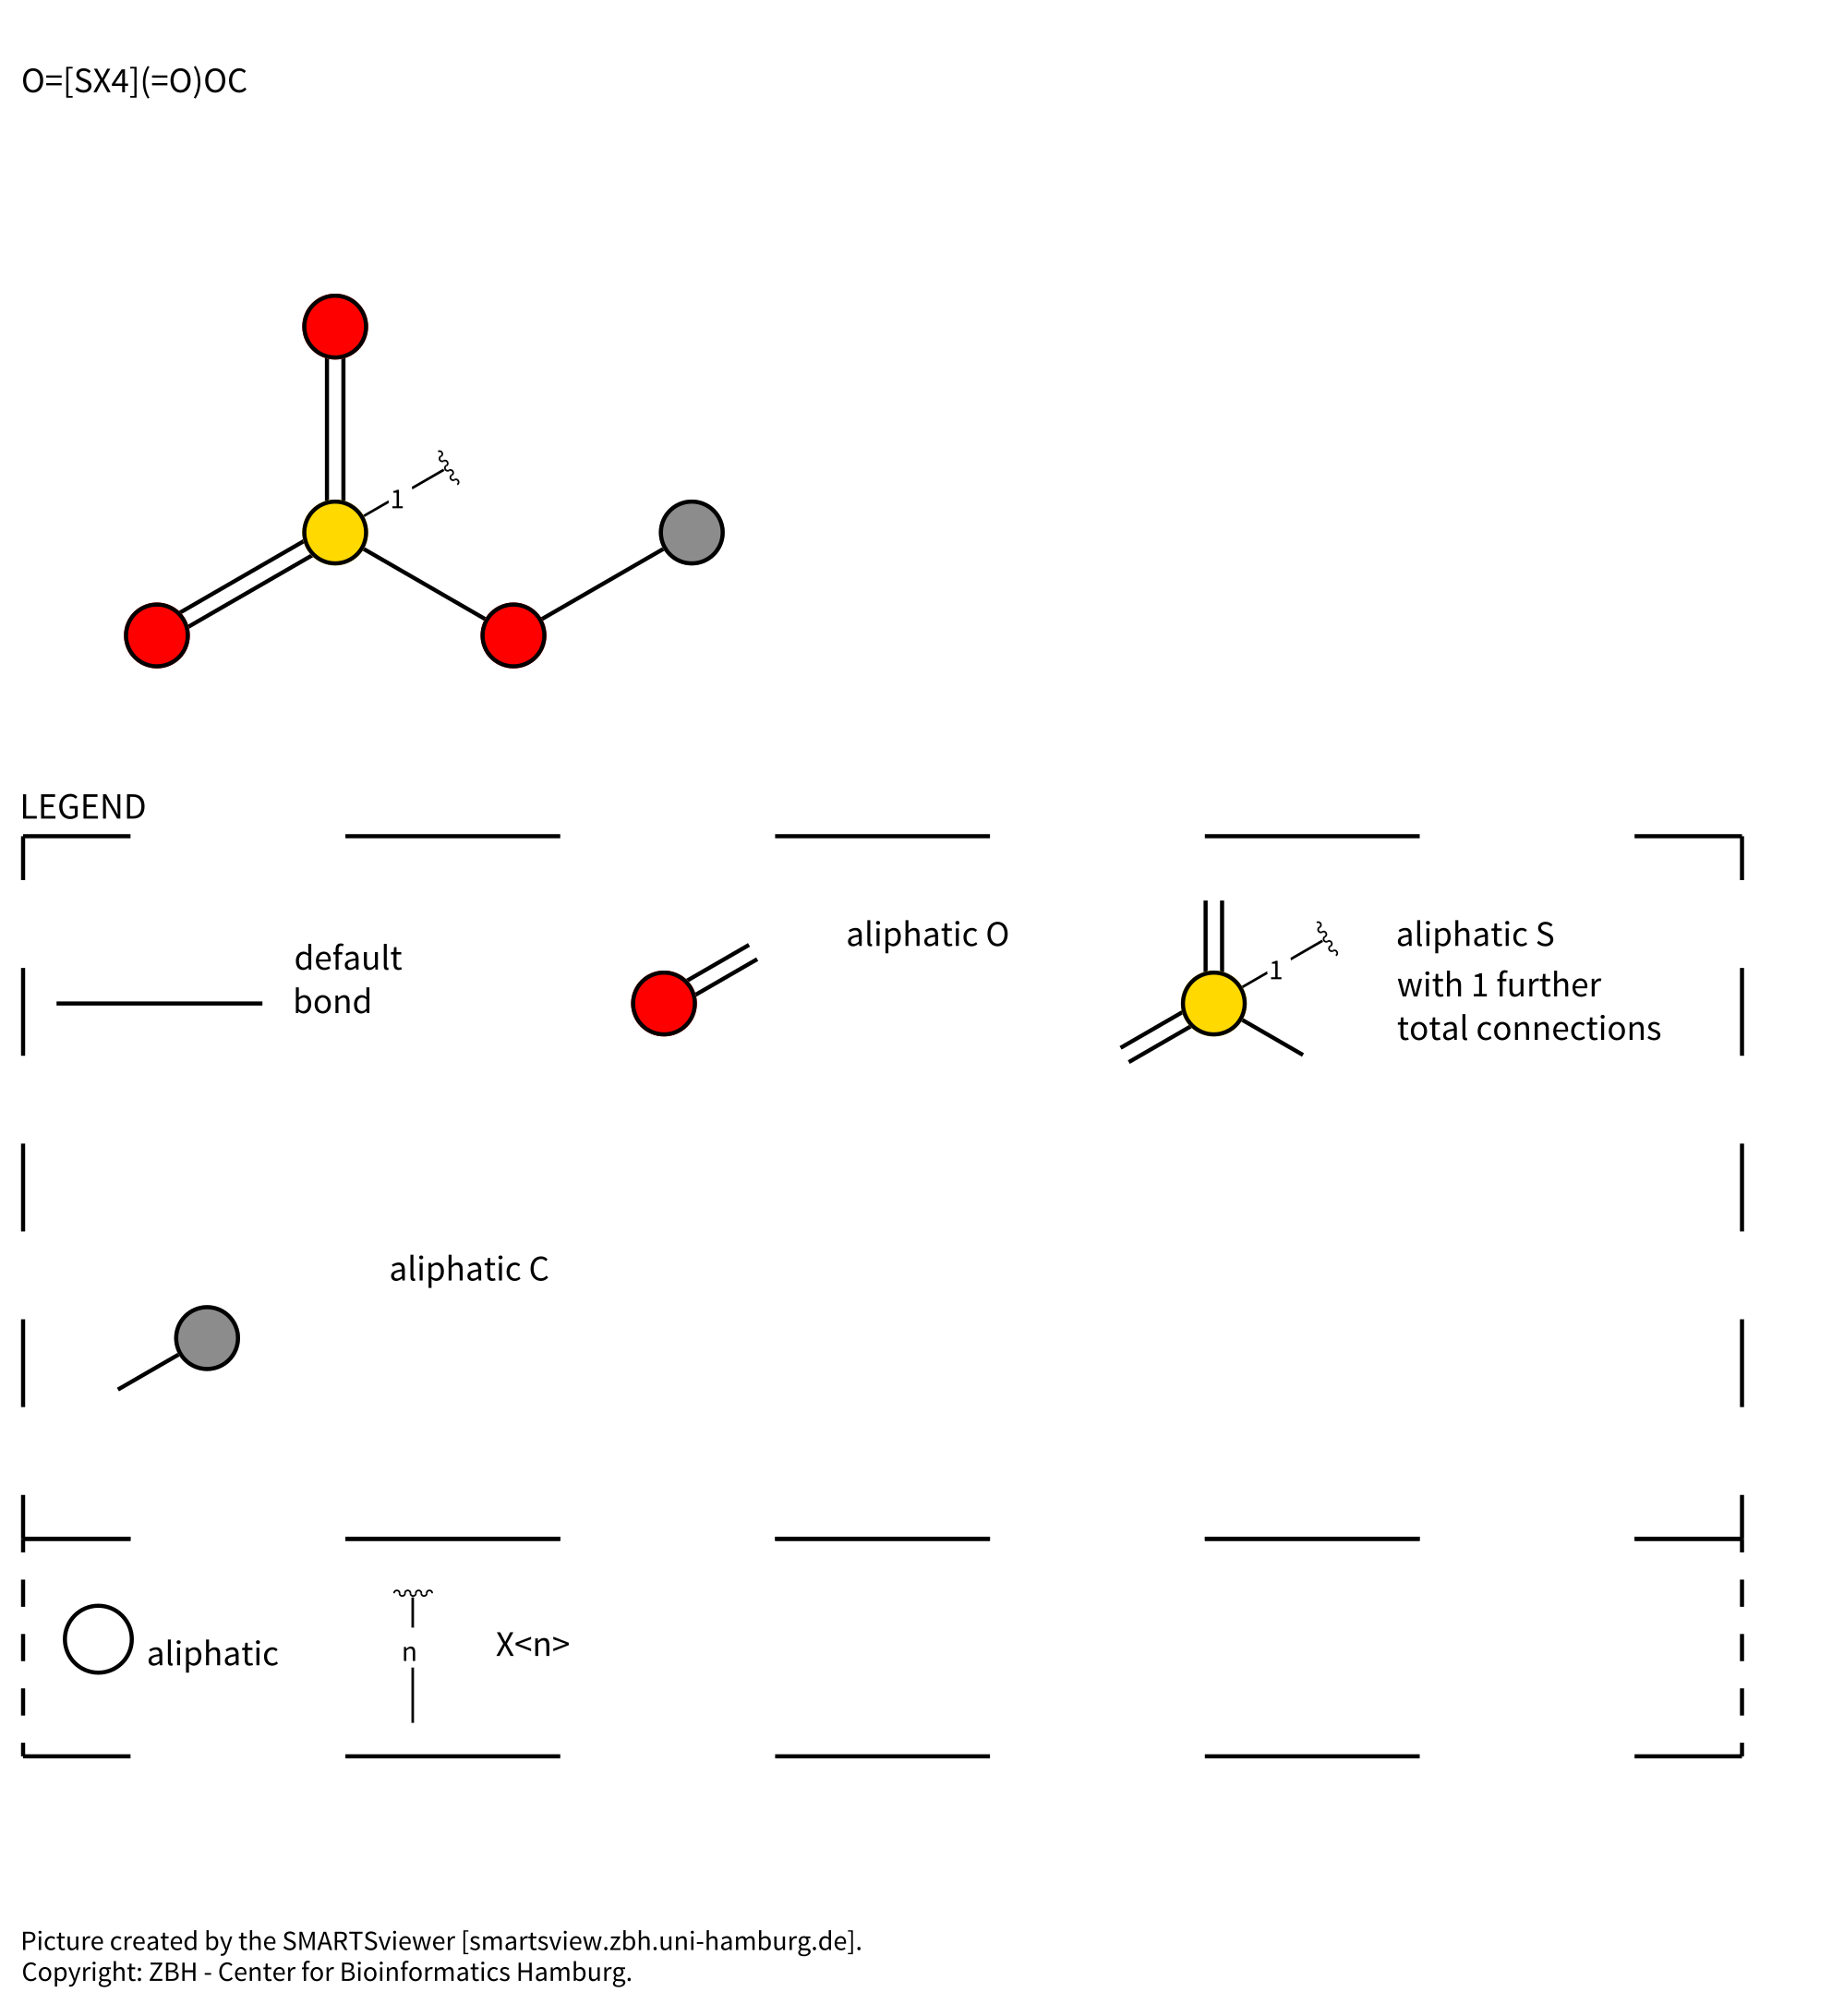 O=[SX4](=O)OC
1
LEGEND
default
bond
aliphatic O
1
aliphatic S
with 1 further
total connections
aliphatic C
aliphatic
n
X<n>
Picture created by the SMARTSviewer [smartsview.zbh.uni-hamburg.de].
Copyright: ZBH - Center for Bioinformatics Hamburg.